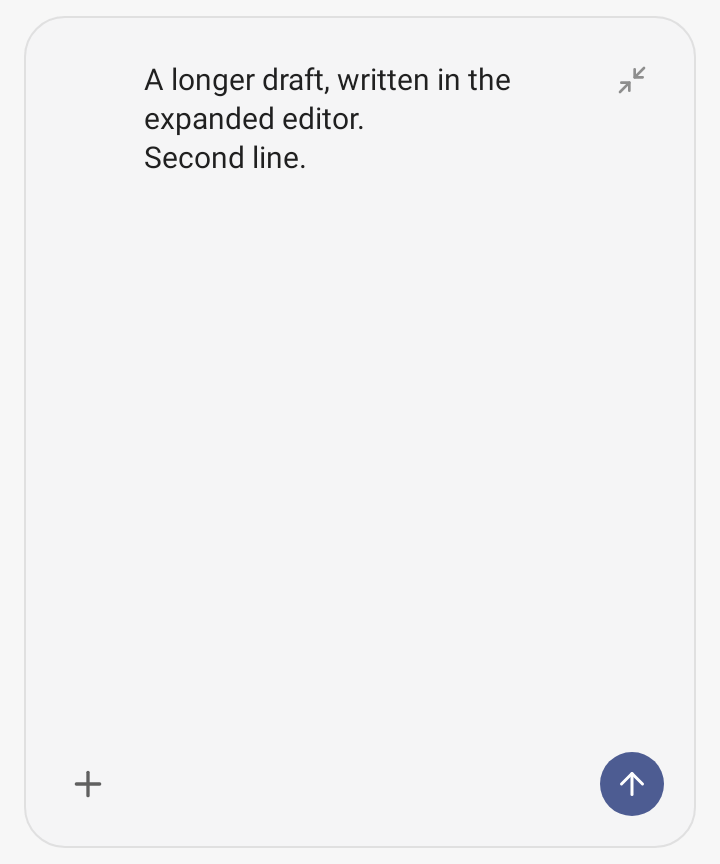 A longer draft, written in the
expanded editor.
Second line.